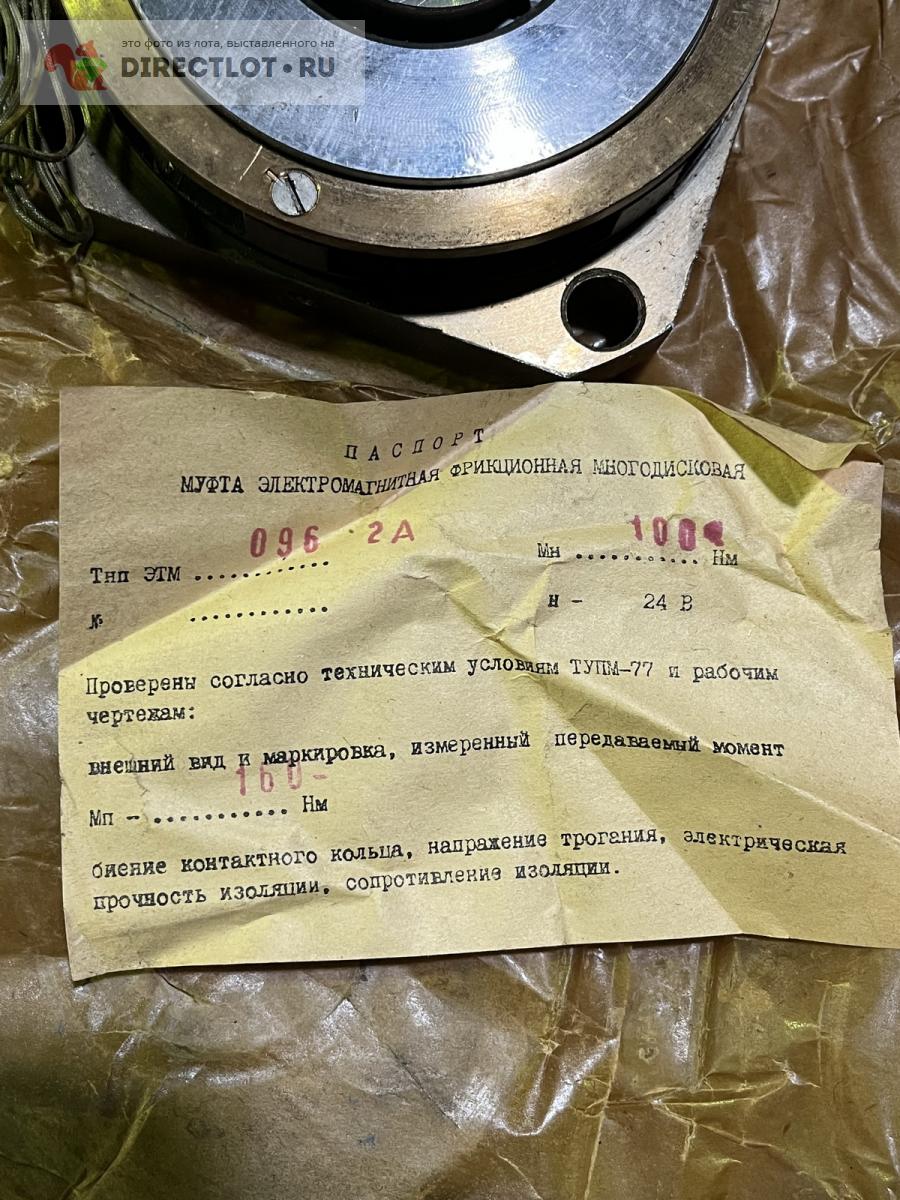 это фото из лота, выставленного на
DIRECTLOT•RU
ПАСПОРТ
МУФТА ЭЛЕКТРОМАГНИТНАЯ ФРИКЦИОННАЯ МНОГОДИСКОВАЯ
Тип ЭТМ 096 2А
Мн 100 Нм
№ ............
Н - 24 В
Проверены согласно техническим условиям ТУПМ-77 и рабочим
чертежам:
внешний вид и маркировка, измеренный передаваемый момент
Мп - 160- Нм
биение контактного кольца, напряжение трогания, электрическая
прочность изоляции, сопротивление изоляции.